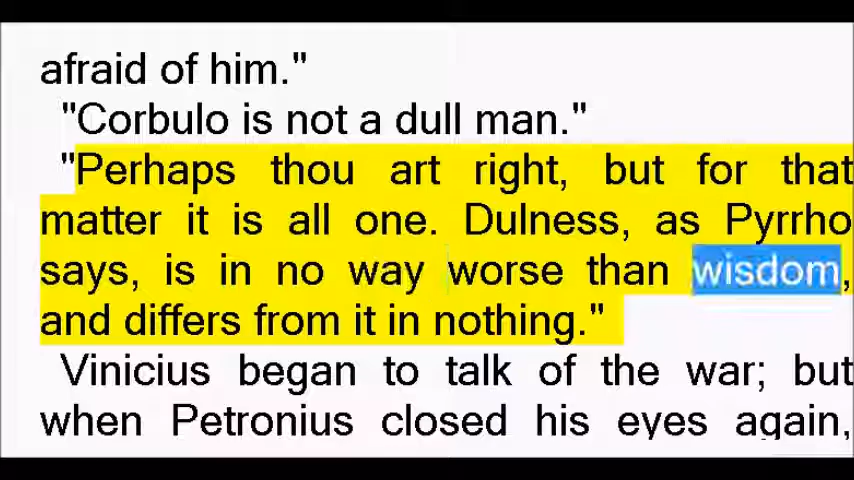 afraid of him."
"Corbulo is not a dull man."
"Perhaps thou art right, but for that
matter it is all one. Dulness, as Pyrrho
says, is in no way worse than wisdom,
and differs from it in nothing."
Vinicius began to talk of the war; but
when Petronius closed his eyes again,